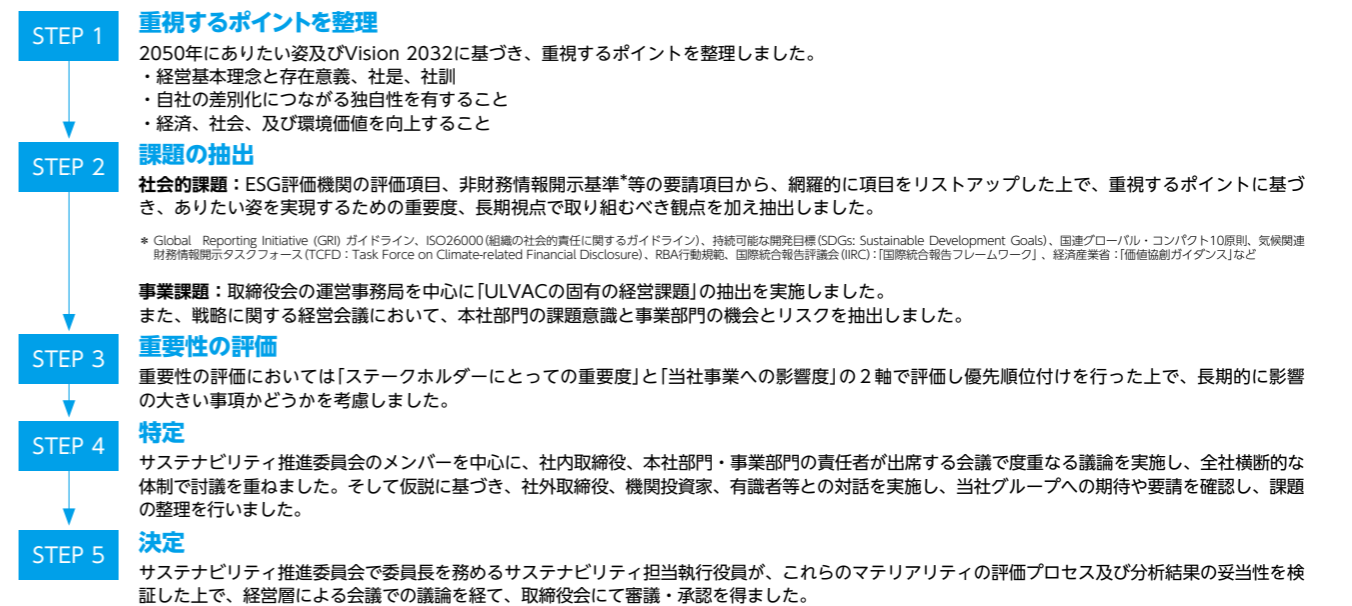 STEP 1
重視するポイントを整理
2050年にありたい姿及びVision 2032に基づき、重視するポイントを整理しました。
・経営基本理念と存在意義、社是、社訓
・自社の差別化につながる独自性を有すること
・経済、社会、及び環境価値を向上すること
STEP 2
課題の抽出
社会的課題：ESG評価機関の評価項目、非財務情報開示基準*等の要請項目から、網羅的に項目をリストアップした上で、重視するポイントに基づ
き、ありたい姿を実現するための重要度、長期視点で取り組むべき観点を加え抽出しました。
* Global Reporting Initiative (GRI) ガイドライン、ISO26000（組織の社会的責任に関するガイドライン）、持続可能な開発目標（SDGs: Sustainable Development Goals）、国連グローバル・コンパクト10原則、気候関連
財務情報開示タスクフォース（TCFD：Task Force on Climate-related Financial Disclosure）、RBA行動規範、国際統合報告評議会（IIRC）：「国際統合報告フレームワーク」、経済産業省：「価値協創ガイダンス」など
事業課題：取締役会の運営事務局を中心に「ULVACの固有の経営課題」の抽出を実施しました。
また、戦略に関する経営会議において、本社部門の課題意識と事業部門の機会とリスクを抽出しました。
STEP 3
重要性の評価
重要性の評価においては「ステークホルダーにとっての重要度」と「当社事業への影響度」の2軸で評価し優先順位付けを行った上で、長期的に影響
の大きい事項かどうかを考慮しました。
STEP 4
特定
サステナビリティ推進委員会のメンバーを中心に、社内取締役、本社部門・事業部門の責任者が出席する会議で度重なる議論を実施し、全社横断的な
体制で討議を重ねました。そして仮説に基づき、社外取締役、機関投資家、有識者等との対話を実施し、当社グループへの期待や要請を確認し、課題
の整理を行いました。
STEP 5
決定
サステナビリティ推進委員会で委員長を務めるサステナビリティ担当執行役員が、これらのマテリアリティの評価プロセス及び分析結果の妥当性を検
証した上で、経営層による会議での議論を経て、取締役会にて審議・承認を得ました。